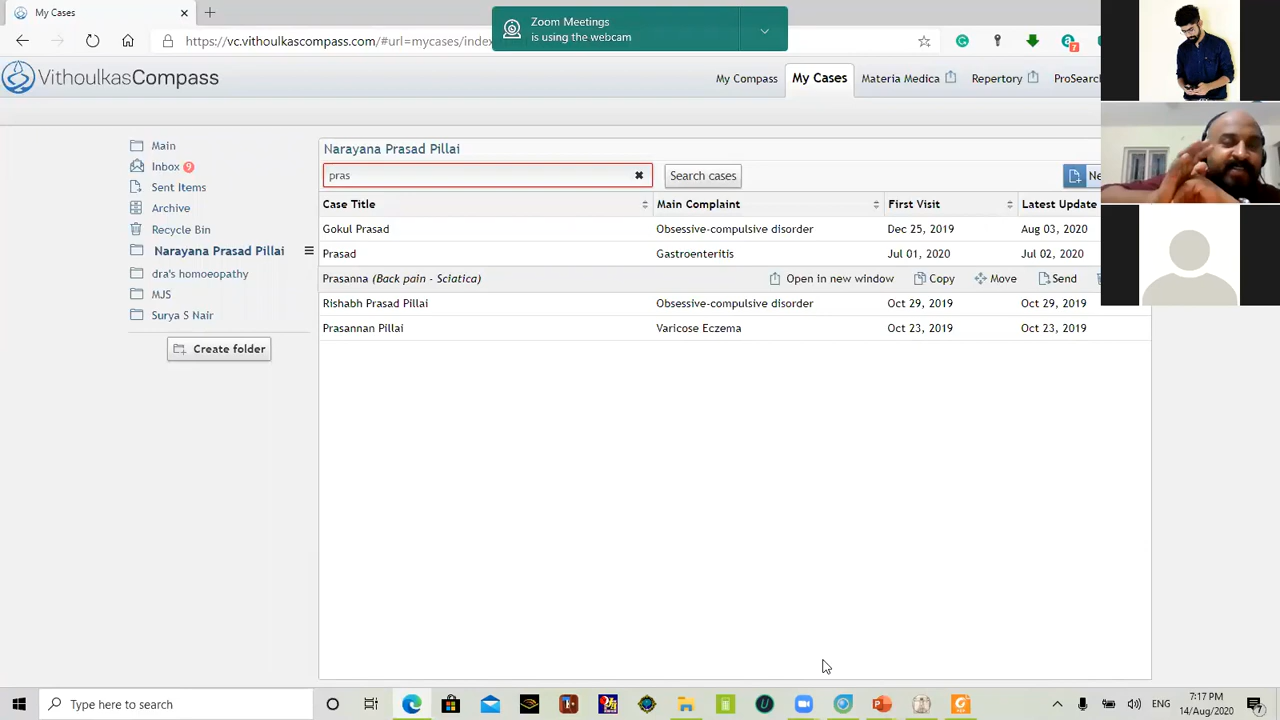 My Cases
Zoom Meetings
is using the webcam
https://vc.vithoulkascompass.com/#url=mycases/index
7
VithoulkasCompass
My Compass
My Cases
Materia Medica
Repertory
ProSearch
Main
Inbox 9
Sent Items
Archive
Recycle Bin
Narayana Prasad Pillai
dra's homoeopathy
MJS
Surya S Nair
Create folder
Narayana Prasad Pillai
pras
Search cases
Case Title Main Complaint First Visit Latest Update
Gokul Prasad Obsessive-compulsive disorder Dec 25, 2019 Aug 03, 2020
Prasad Gastroenteritis Jul 01, 2020 Jul 02, 2020
Prasanna (Back pain - Sciatica) Open in new window Copy Move Send
Rishabh Prasad Pillai Obsessive-compulsive disorder Oct 29, 2019 Oct 29, 2019
Prasannan Pillai Varicose Eczema Oct 23, 2019 Oct 23, 2019
Type here to search
ENG
7:17 PM
14/Aug/2020
7